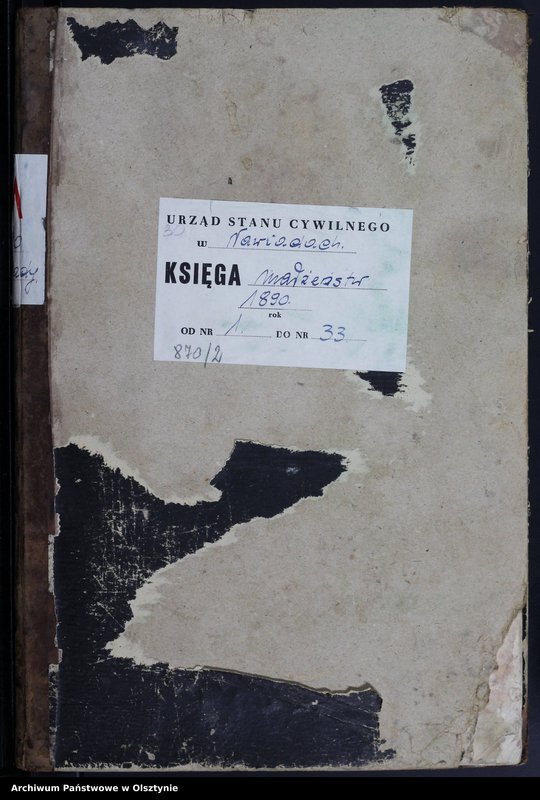 URZĄD STANU CYWILNEGO
w Nawiadach.
KSIĘGA małżeństw
1890.
rok
OD NR 1 DO NR 33
870/2
Archiwum Państwowe w Olsztynie